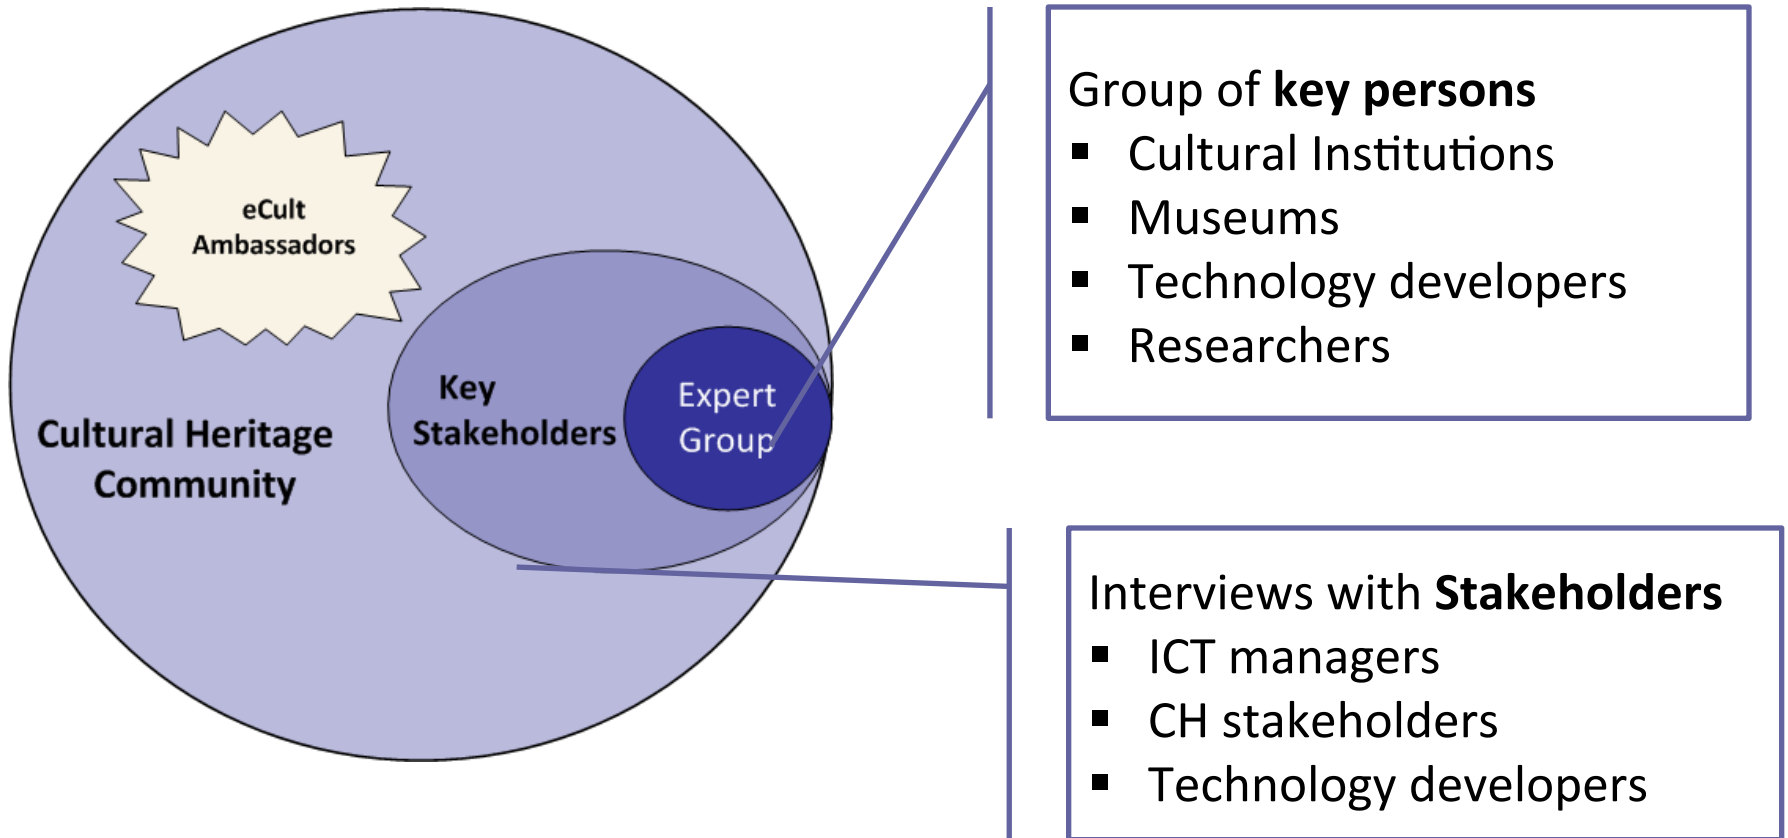 eCult
Ambassadors
Cultural Heritage
Community
Key
Stakeholders
Expert
Group
Group of key persons
▪ Cultural Institutions
▪ Museums
▪ Technology developers
▪ Researchers
Interviews with Stakeholders
▪ ICT managers
▪ CH stakeholders
▪ Technology developers